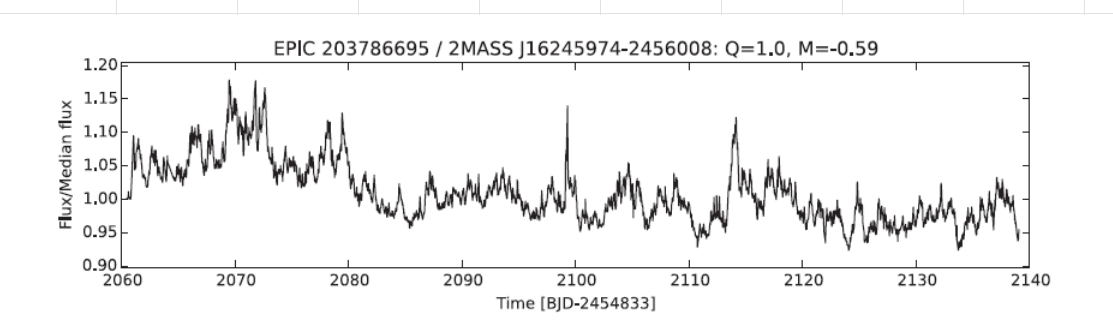 EPIC 203786695 / 2MASS J16245974-2456008: Q=1.0, M=-0.59
Flux/Median flux
1.20
1.15
1.10
1.05
1.00
0.95
0.90
2060 2070 2080 2090 2100 2110 2120 2130 2140
Time [BJD-2454833]